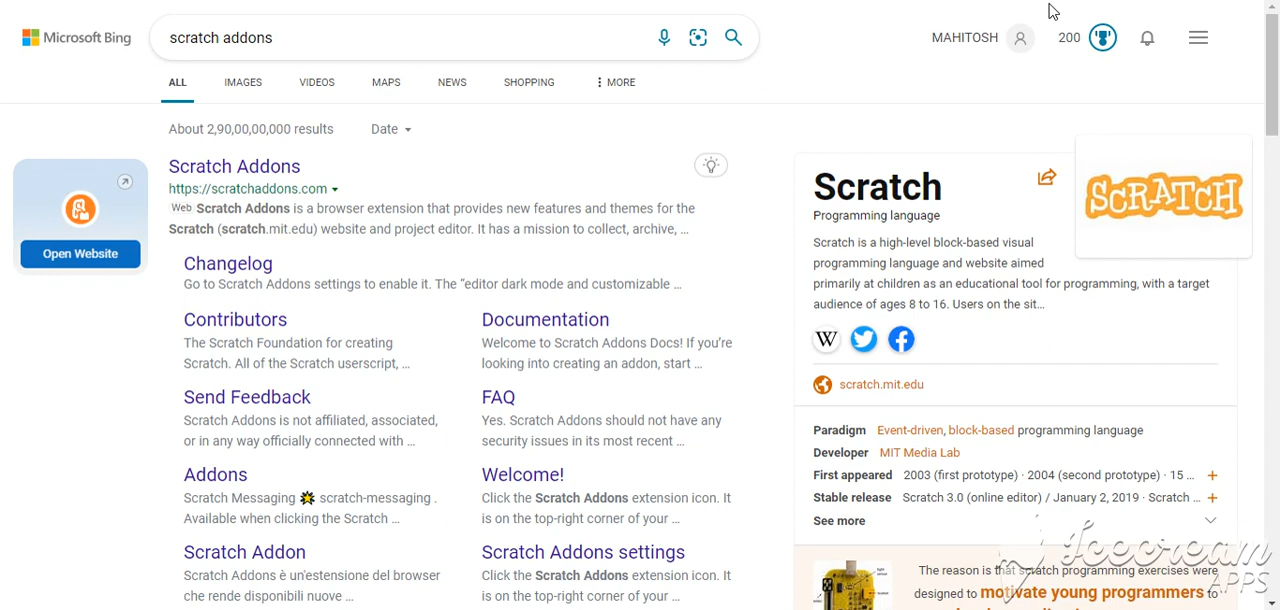 Microsoft Bing
scratch addons
MAHITOSH
200
ALL
IMAGES
VIDEOS
MAPS
NEWS
SHOPPING
MORE
About 2,90,00,00,000 results
Date
Open Website
Scratch Addons
https://scratchaddons.com
Web Scratch Addons is a browser extension that provides new features and themes for the
Scratch (scratch.mit.edu) website and project editor. It has a mission to collect, archive, ...
Changelog
Go to Scratch Addons settings to enable it. The "editor dark mode and customizable ...
Contributors
The Scratch Foundation for creating
Scratch. All of the Scratch userscript, ...
Documentation
Welcome to Scratch Addons Docs! If you're
looking into creating an addon, start ...
Send Feedback
Scratch Addons is not affiliated, associated,
or in any way officially connected with ...
FAQ
Yes. Scratch Addons should not have any
security issues in its most recent ...
Addons
Scratch Messaging 💥 scratch-messaging .
Available when clicking the Scratch ...
Welcome!
Click the Scratch Addons extension icon. It
is on the top-right corner of your ...
Scratch Addon
Scratch Addons è un'estensione del browser
che rende disponibili nuove ...
Scratch Addons settings
Click the Scratch Addons extension icon. It
is on the top-right corner of your ...
Scratch
Programming language
SCRATCH
Scratch is a high-level block-based visual
programming language and website aimed
primarily at children as an educational tool for programming, with a target
audience of ages 8 to 16. Users on the sit...
W
scratch.mit.edu
Paradigm Event-driven, block-based programming language
Developer MIT Media Lab
First appeared 2003 (first prototype) · 2004 (second prototype) · 15 ...
Stable release Scratch 3.0 (online editor) / January 2, 2019 · Scratch ...
See more
The reason is that scratch programming exercises were
designed to motivate young programmers to
Icecream
APPS